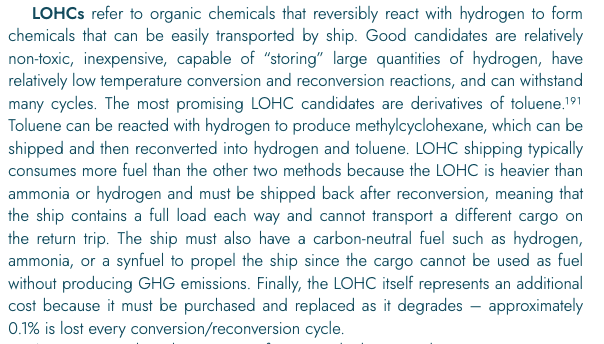 LOHCs refer to organic chemicals that reversibly react with hydrogen to form
chemicals that can be easily transported by ship. Good candidates are relatively
non-toxic, inexpensive, capable of “storing” large quantities of hydrogen, have
relatively low temperature conversion and reconversion reactions, and can withstand
many cycles. The most promising LOHC candidates are derivatives of toluene.191
Toluene can be reacted with hydrogen to produce methylcyclohexane, which can be
shipped and then reconverted into hydrogen and toluene. LOHC shipping typically
consumes more fuel than the other two methods because the LOHC is heavier than
ammonia or hydrogen and must be shipped back after reconversion, meaning that
the ship contains a full load each way and cannot transport a different cargo on
the return trip. The ship must also have a carbon-neutral fuel such as hydrogen,
ammonia, or a synfuel to propel the ship since the cargo cannot be used as fuel
without producing GHG emissions. Finally, the LOHC itself represents an additional
cost because it must be purchased and replaced as it degrades – approximately
0.1% is lost every conversion/reconversion cycle.